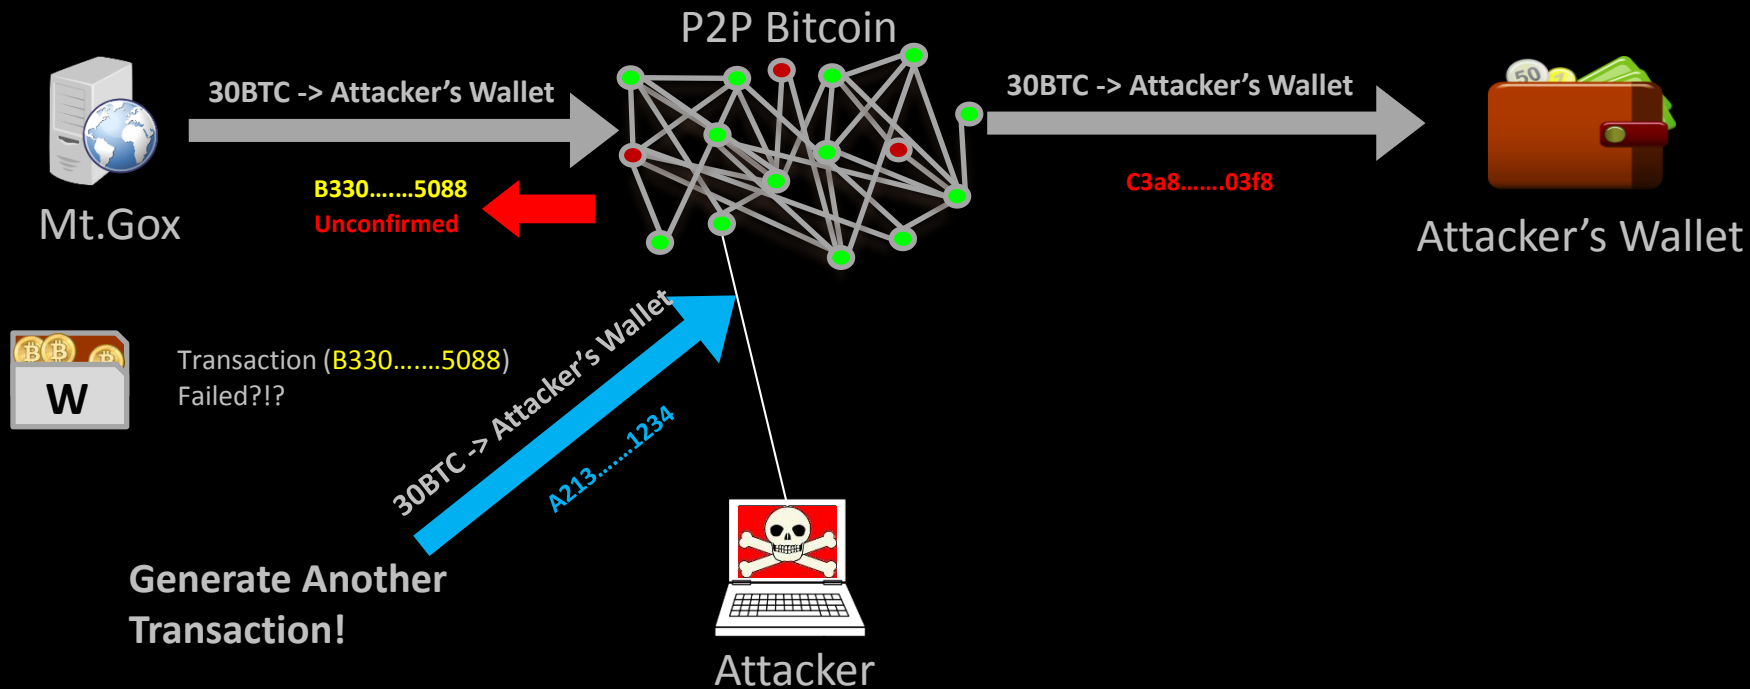 P2P Bitcoin
30BTC -> Attacker's Wallet
30BTC -> Attacker's Wallet
50
B330.......5088
Unconfirmed
C3a8.......03f8
Mt.Gox
Attacker's Wallet
W
Transaction (B330.......5088)
Failed?!?
30BTC -> Attacker's Wallet
A213.......1234
Generate Another
Transaction!
Attacker